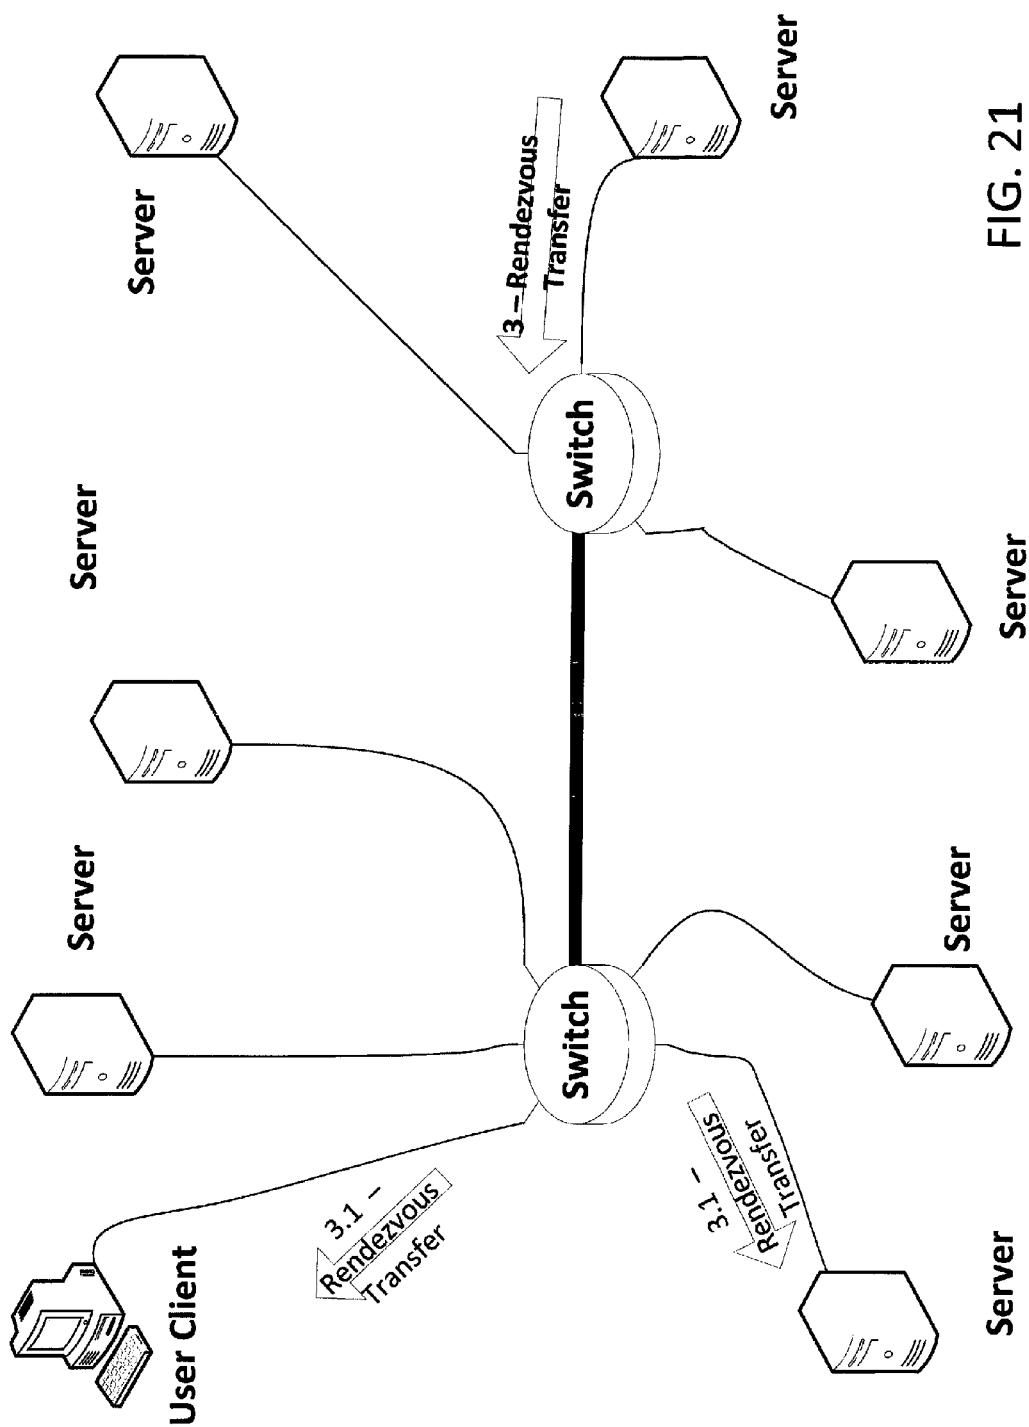 Server
Server
Server
User Client
3.1 –
Rendezvous
Transfer
3 – Rendezvous
Transfer
Switch
Switch
3.1 –
Rendezvous
Transfer
Server
Server
Server
Server
FIG. 21